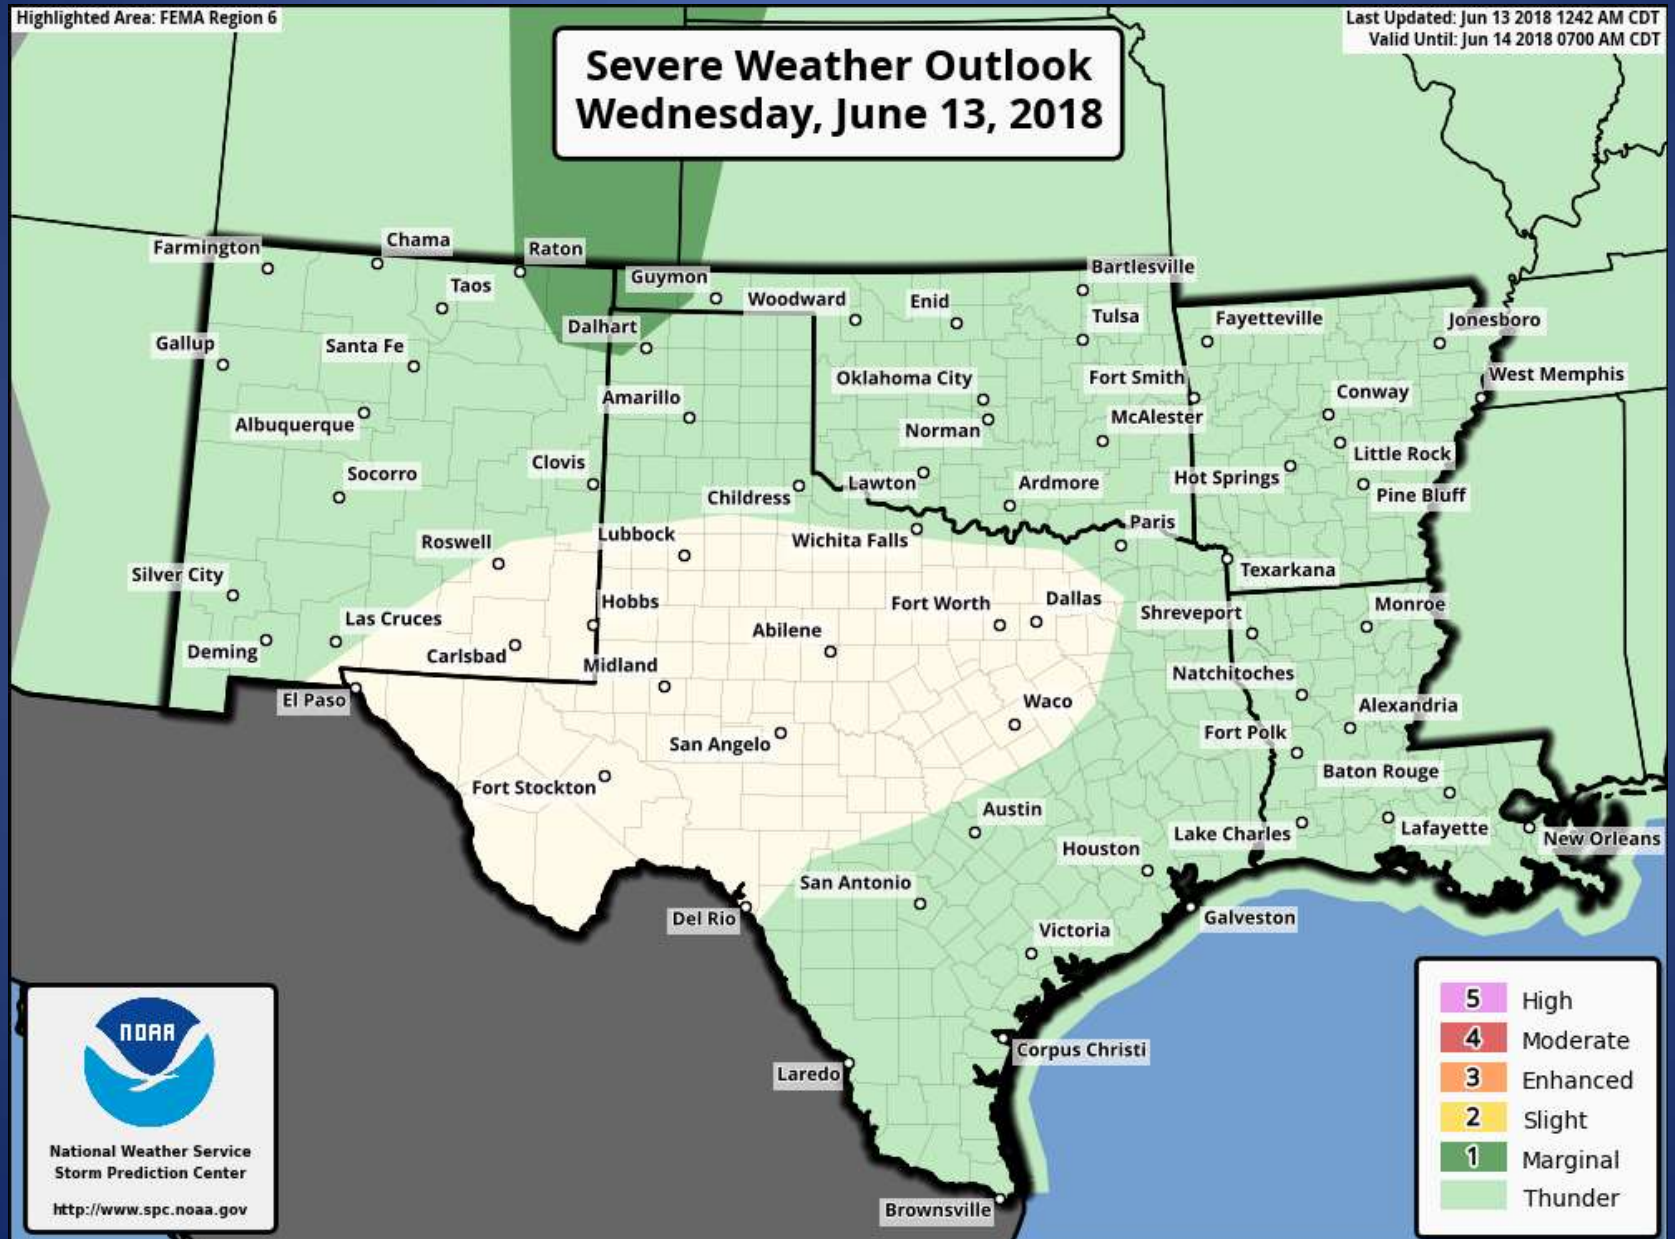 Highlighted Area: FEMA Region 6
Last Updated: Jun 13 2018 1242 AM CDT
Valid Until: Jun 14 2018 0700 AM CDT
Severe Weather Outlook
Wednesday, June 13, 2018
Farmington
Chama
Raton
Taos
Guymon
Woodward
Enid
Bartlesville
Tulsa
Fayetteville
Jonesboro
Gallup
Santa Fe
Dalhart
Oklahoma City
Fort Smith
West Memphis
Albuquerque
Amarillo
Norman
McAlester
Conway
Little Rock
Socorro
Clovis
Childress
Lawton
Ardmore
Hot Springs
Pine Bluff
Roswell
Lubbock
Wichita Falls
Paris
Texarkana
Silver City
Las Cruces
Hobbs
Fort Worth
Dallas
Shreveport
Monroe
Deming
Carlsbad
Midland
Abilene
Natchitoches
El Paso
San Angelo
Waco
Fort Polk
Alexandria
Fort Stockton
Austin
Baton Rouge
Houston
Lake Charles
Lafayette
New Orleans
Del Rio
San Antonio
Galveston
Victoria
Corpus Christi
Laredo
Brownsville
NOAA
National Weather Service
Storm Prediction Center
http://www.spc.noaa.gov
5 High
4 Moderate
3 Enhanced
2 Slight
1 Marginal
Thunder